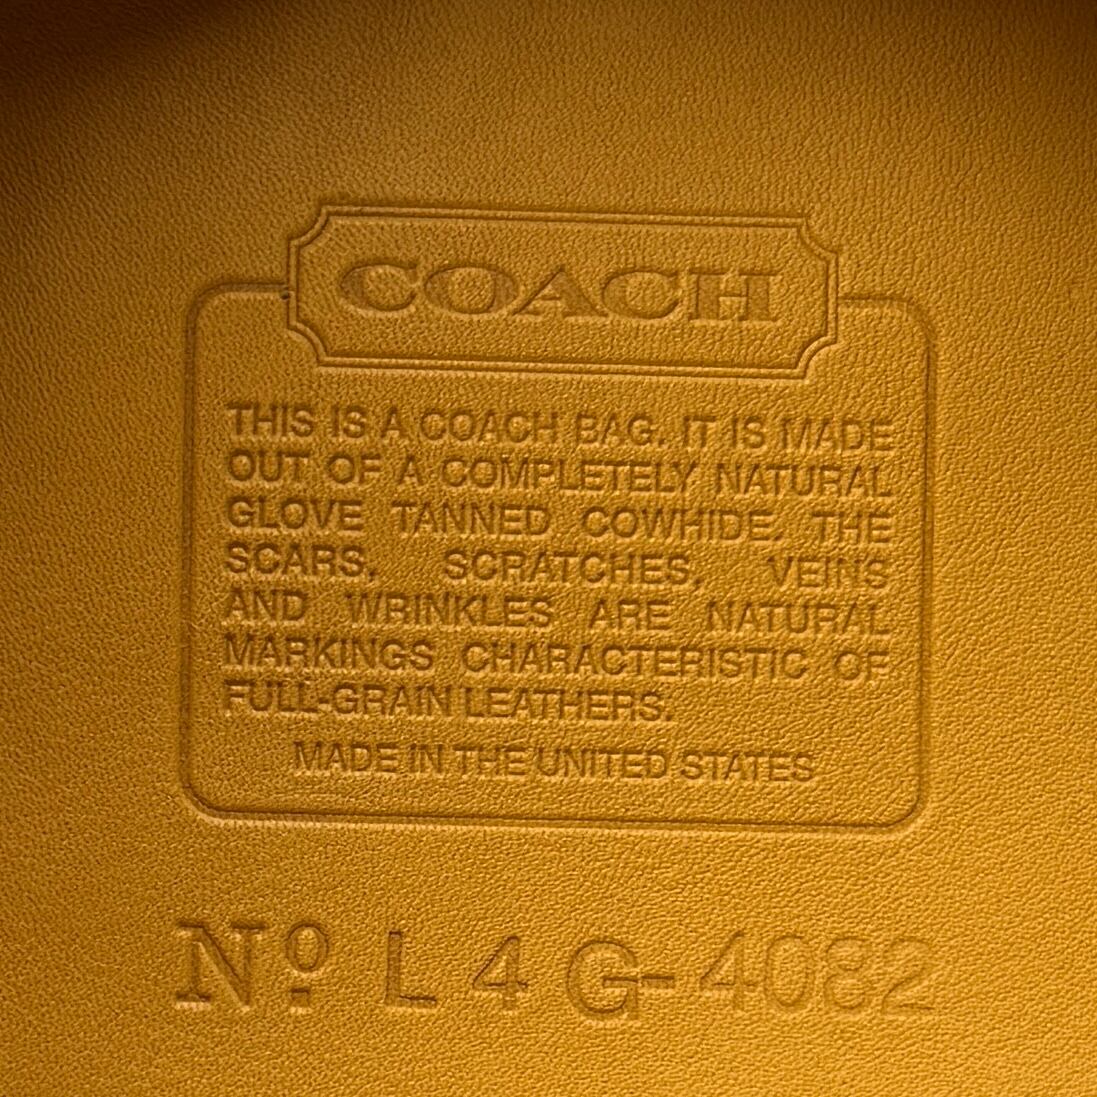 COACH
THIS IS A COACH BAG. IT IS MADE
OUT OF A COMPLETELY NATURAL
GLOVE TANNED COWHIDE. THE
SCARS, SCRATCHES, VEINS
AND WRINKLES ARE NATURAL
MARKINGS CHARACTERISTIC OF
FULL-GRAIN LEATHERS.
MADE IN THE UNITED STATES
Nº L4G-4082